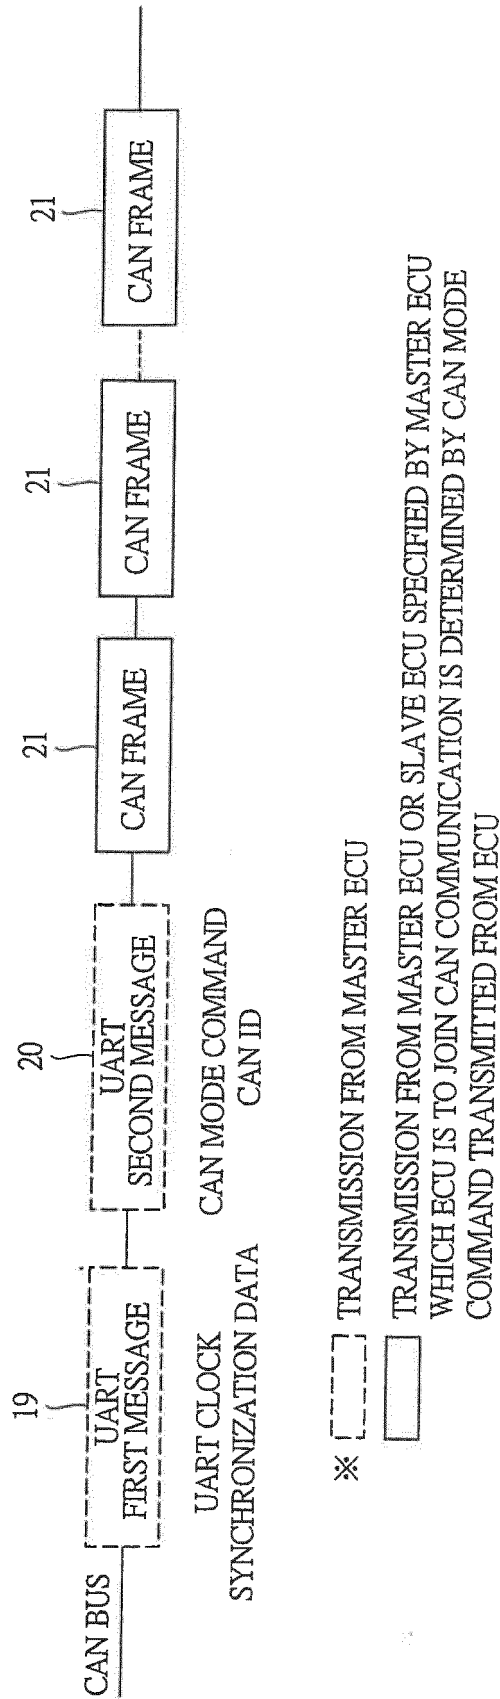 CAN BUS
19
UART
FIRST MESSAGE
UART CLOCK
SYNCHRONIZATION DATA
20
UART
SECOND MESSAGE
CAN MODE COMMAND
CAN ID
21
CAN FRAME
21
CAN FRAME
21
CAN FRAME
※ TRANSMISSION FROM MASTER ECU
TRANSMISSION FROM MASTER ECU OR SLAVE ECU SPECIFIED BY MASTER ECU
WHICH ECU IS TO JOIN CAN COMMUNICATION IS DETERMINED BY CAN MODE
COMMAND TRANSMITTED FROM ECU